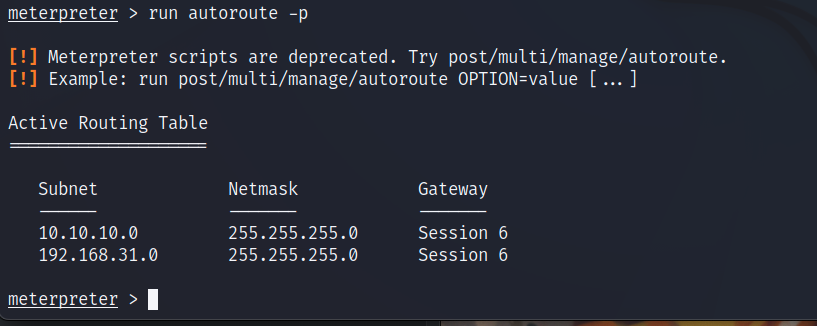 meterpreter > run autoroute -p
[!] Meterpreter scripts are deprecated. Try post/multi/manage/autoroute.
[!] Example: run post/multi/manage/autoroute OPTION=value [...]
Active Routing Table
====================
Subnet Netmask Gateway
------ ------- -------
10.10.10.0 255.255.255.0 Session 6
192.168.31.0 255.255.255.0 Session 6
meterpreter >